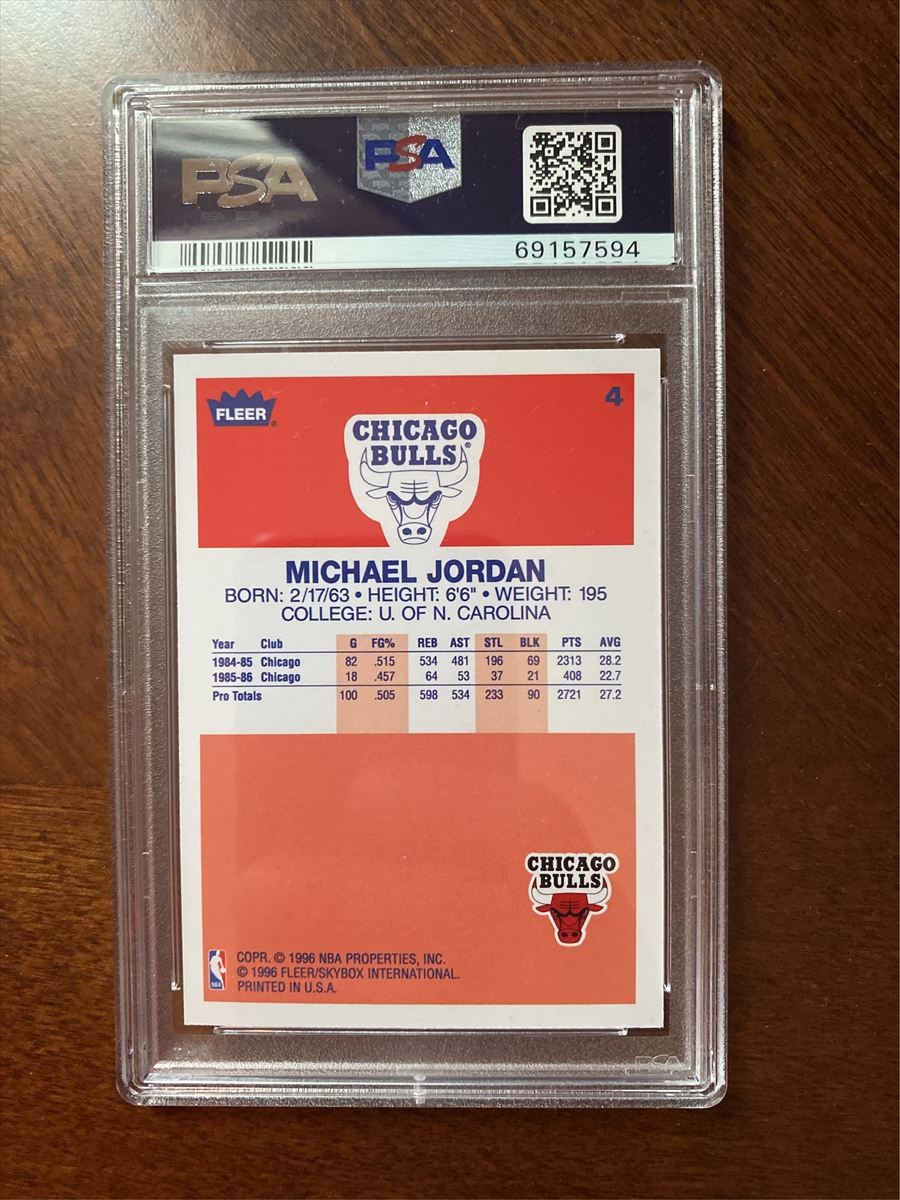 PSA PSA
69157594
FLEER® 4
CHICAGO
BULLS®
MICHAEL JORDAN
BORN: 2/17/63 • HEIGHT: 6'6" • WEIGHT: 195
COLLEGE: U. OF N. CAROLINA
Year Club G FG% REB AST STL BLK PTS AVG
1984-85 Chicago 82 .515 534 481 196 69 2313 28.2
1985-86 Chicago 18 .457 64 53 37 21 408 22.7
Pro Totals 100 .505 598 534 233 90 2721 27.2
CHICAGO
BULLS
NBA
COPR. © 1996 NBA PROPERTIES, INC.
© 1996 FLEER/SKYBOX INTERNATIONAL.
PRINTED IN U.S.A.
PSA